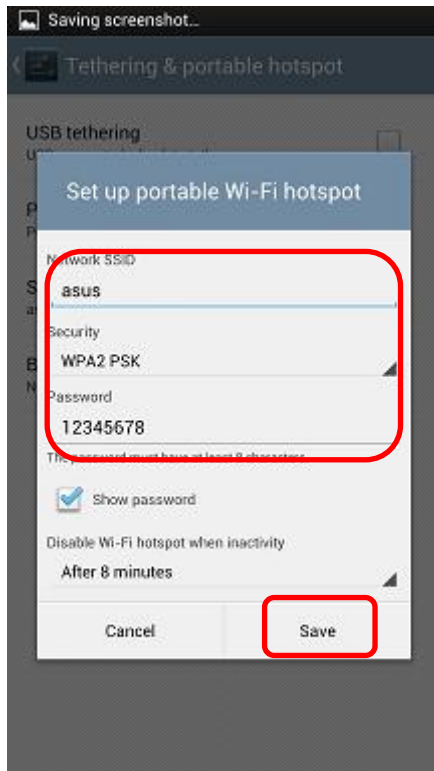 Saving screenshot...
Tethering & portable hotspot
USB tethering
Set up portable Wi-Fi hotspot
Network SSID
asus
Security
WPA2 PSK
Password
12345678
The password must have at least 8 characters.
Show password
Disable Wi-Fi hotspot when inactivity
After 8 minutes
Cancel
Save